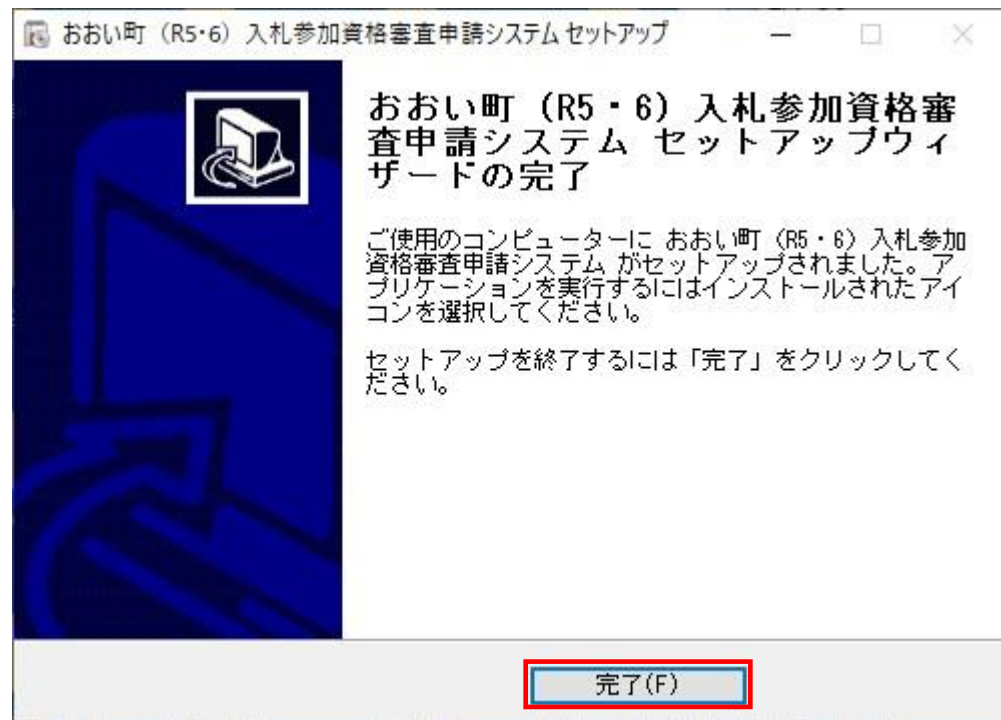 おおい町（R5・6）入札参加資格審査申請システム セットアップ
おおい町（R5・6）入札参加資格審
査申請システム セットアップウィ
ザードの完了
ご使用のコンピューターに おおい町（R5・6）入札参加
資格審査申請システム がセットアップされました。ア
プリケーションを実行するにはインストールされたアイ
コンを選択してください。
セットアップを終了するには「完了」をクリックしてく
ださい。
完了(F)